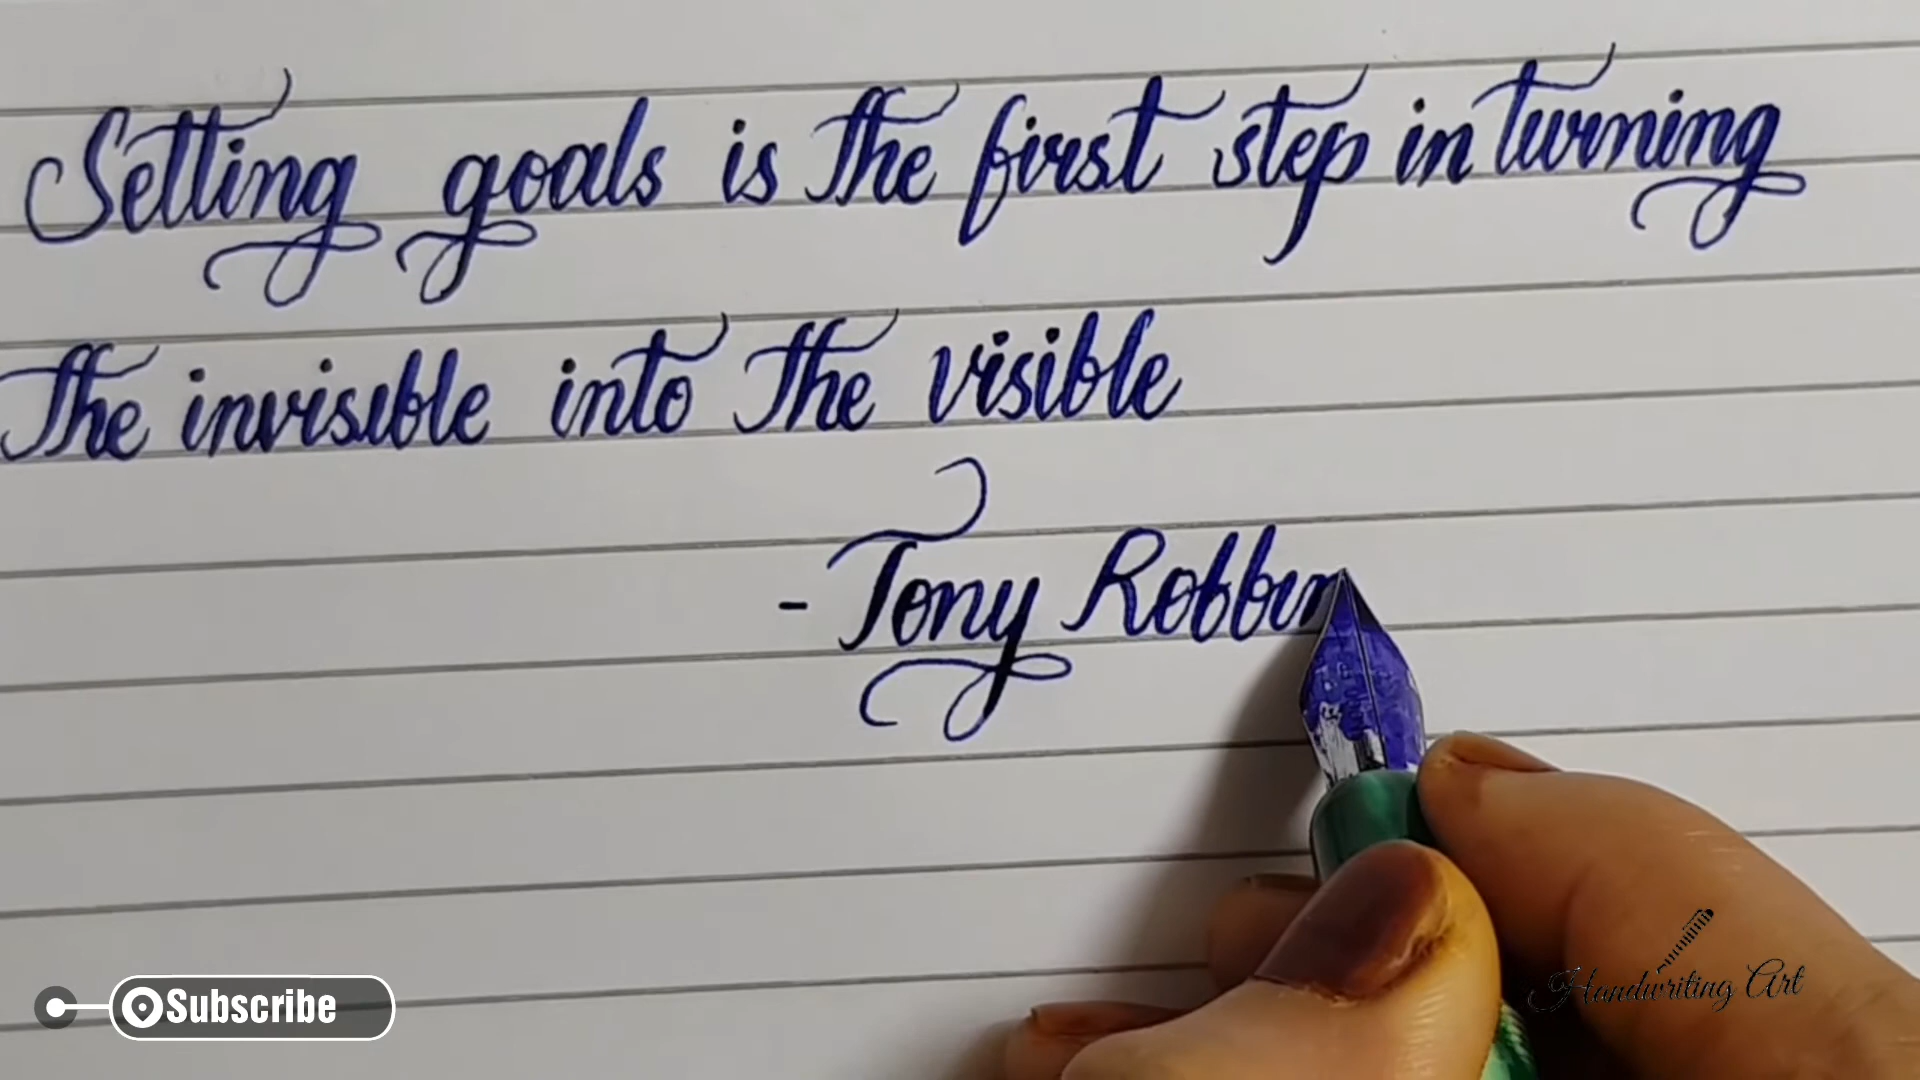 Setting goals is the first step in turning
the invisible into the visible
- Tony Robbin
Subscribe
Handwriting Art